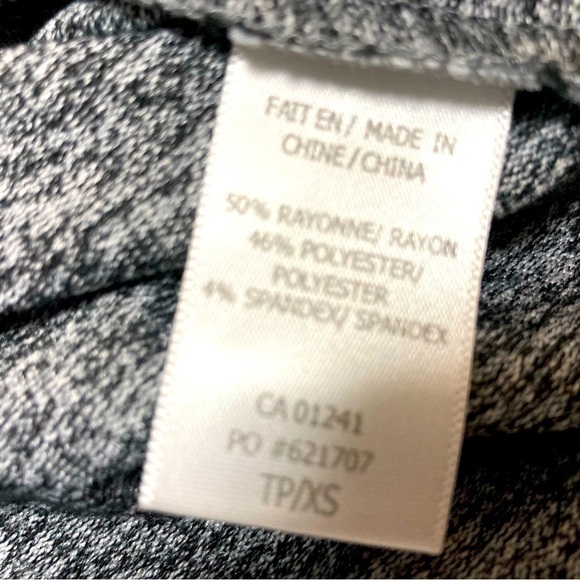 FAIT EN/ MADE IN
CHINE/CHINA
50% RAYONNE/ RAYON
46% POLYESTER/
POLYESTER
4% SPANDEX/ SPANDEX
CA 01241
PO #621707
TP/XS